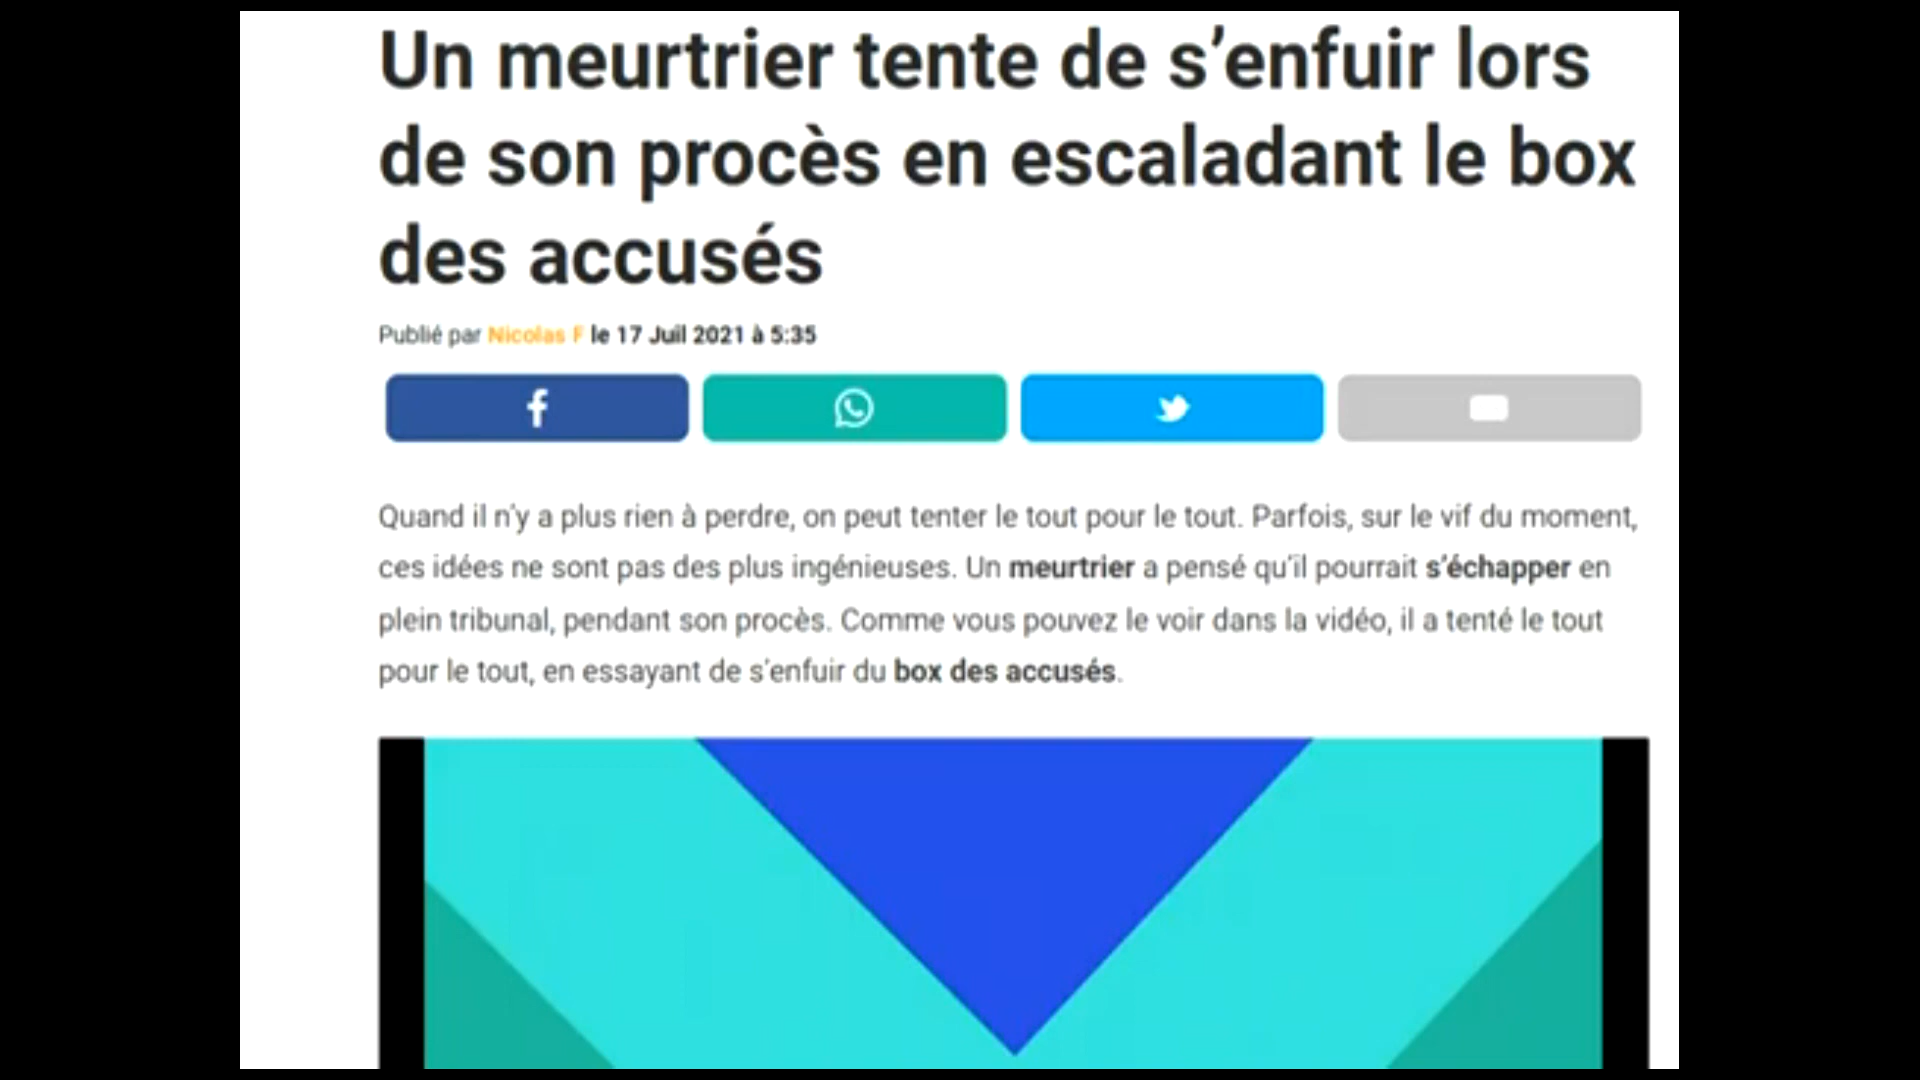 Un meurtrier tente de s’enfuir lors
de son procès en escaladant le box
des accusés
Publié par Nicolas F le 17 Juil 2021 à 5:35
Quand il n’y a plus rien à perdre, on peut tenter le tout pour le tout. Parfois, sur le vif du moment,
ces idées ne sont pas des plus ingénieuses. Un meurtrier a pensé qu’il pourrait s’échapper en
plein tribunal, pendant son procès. Comme vous pouvez le voir dans la vidéo, il a tenté le tout
pour le tout, en essayant de s’enfuir du box des accusés.